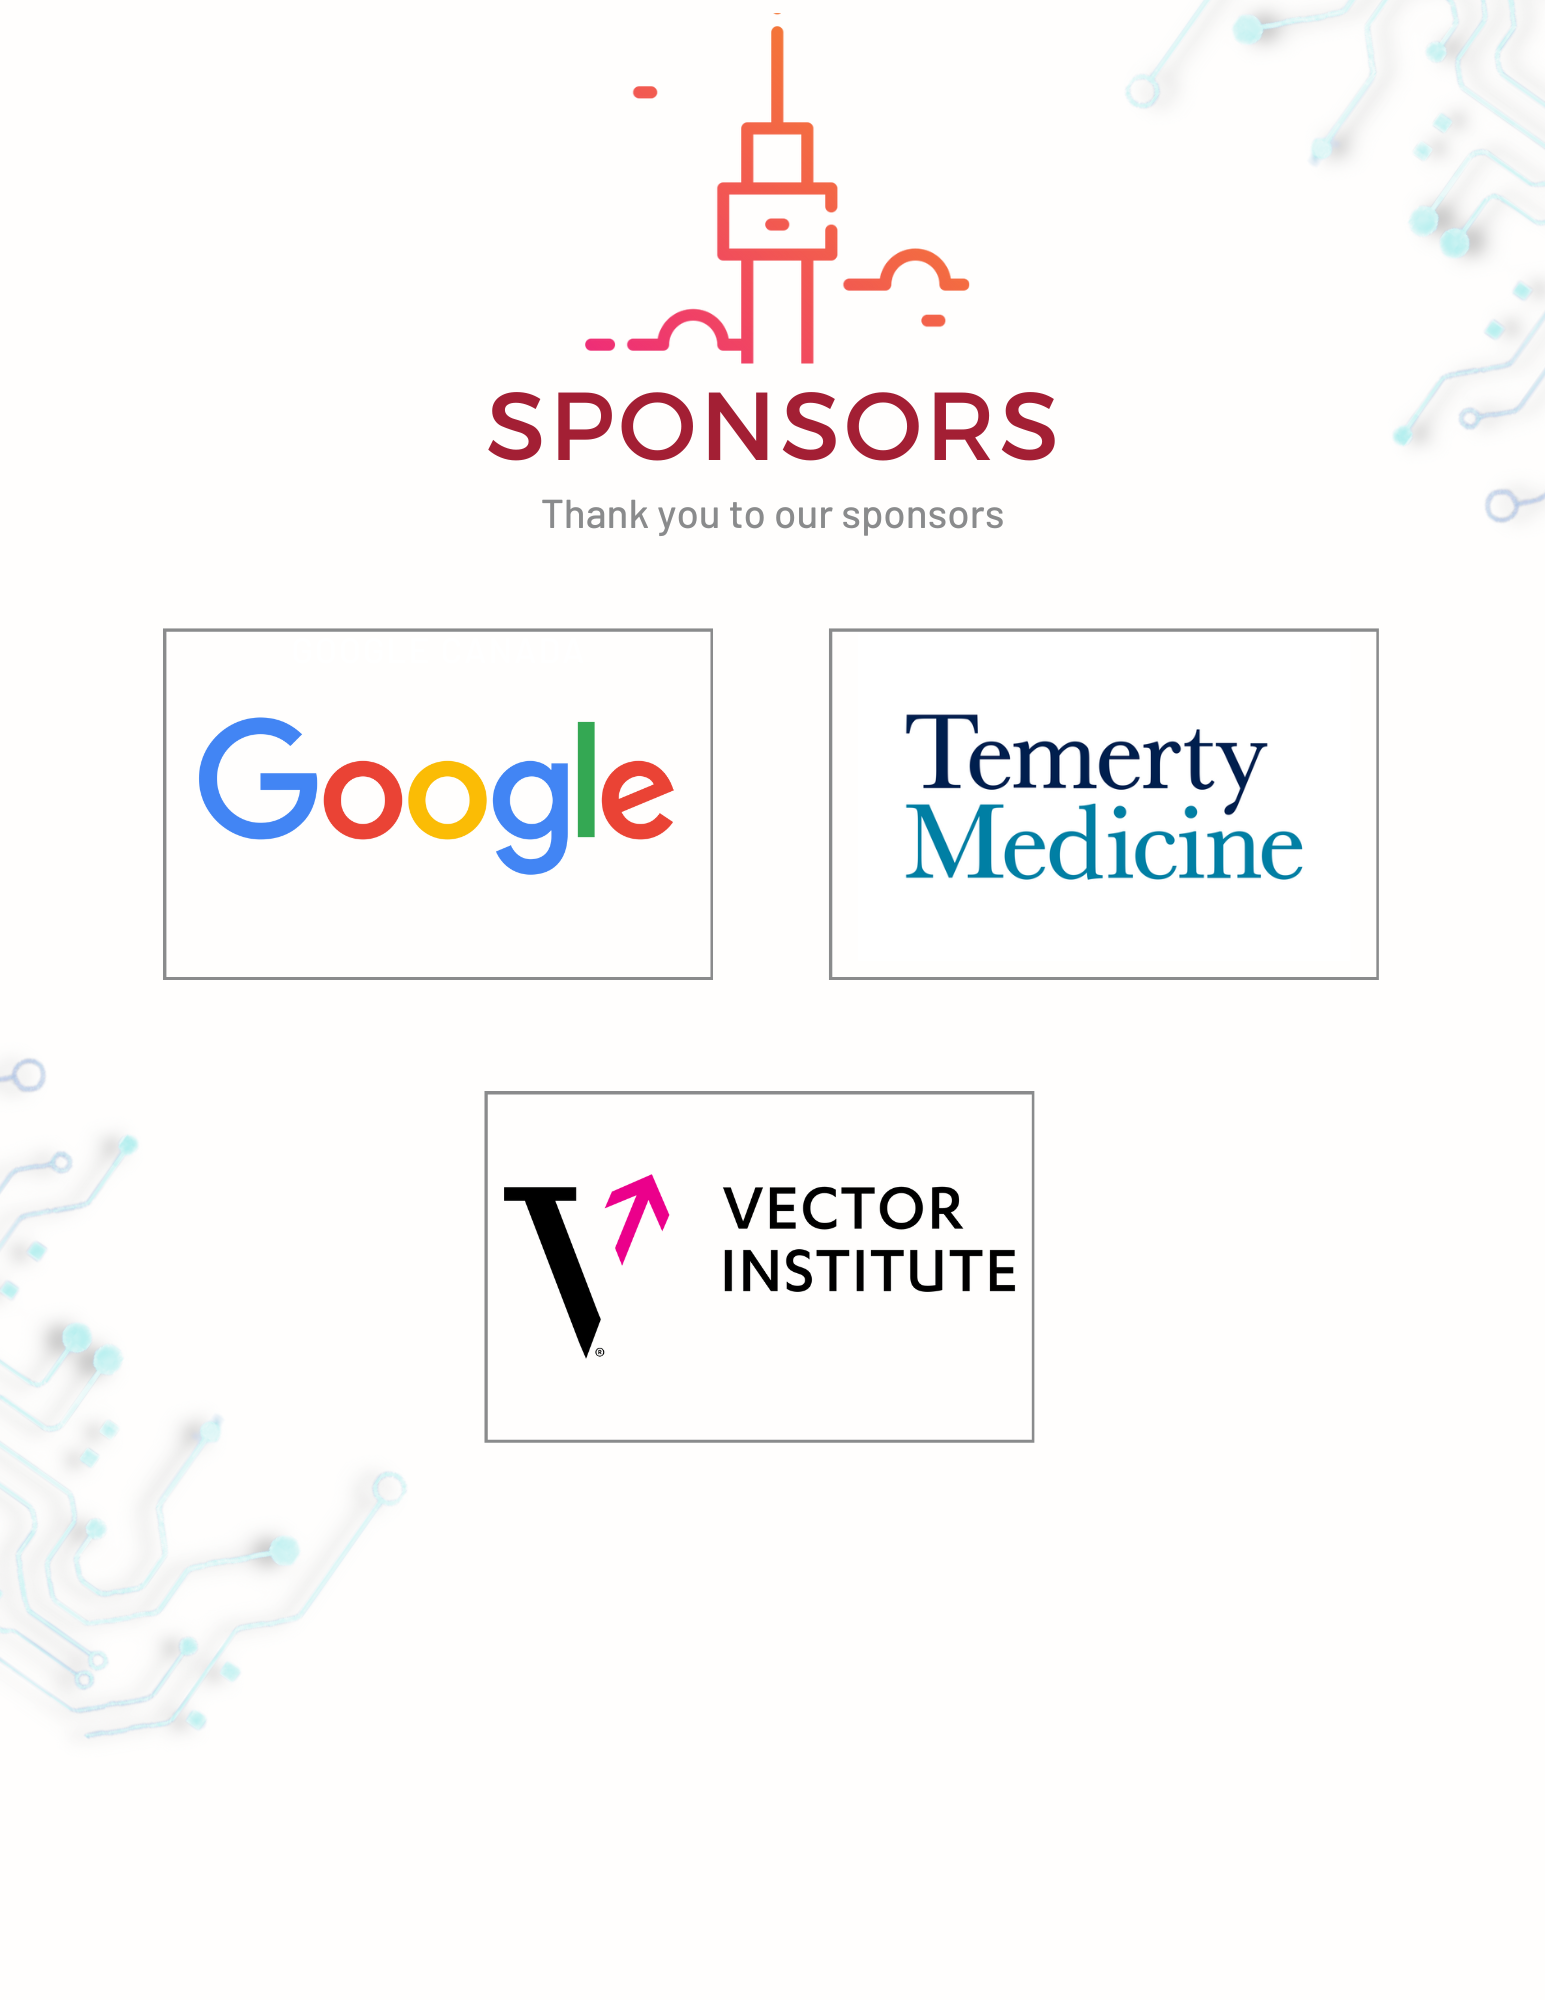 SPONSORS
Thank you to our sponsors
Google
Temerty
Medicine
VECTOR
INSTITUTE
®